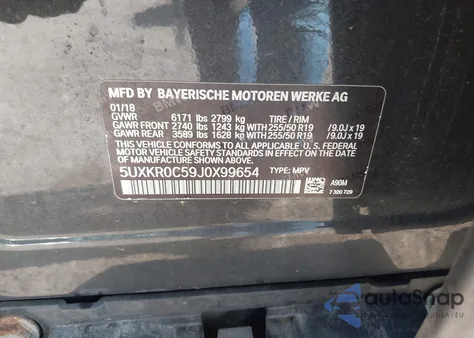 MFD BY BAYERISCHE MOTOREN WERKE AG
01/18
GVWR 6171 lbs 2799 kg TIRE / RIM
GAWR FRONT 2740 lbs 1243 kg WITH 255/50 R19 /9.0J x 19
GAWR REAR 3589 lbs 1628 kg WITH 255/50 R19 /9.0J x 19
THIS VEHICLE CONFORMS TO ALL APPLICABLE FEDERAL
MOTOR VEHICLE SAFETY STANDARDS IN EFFECT ON THE
DATE OF MANUFACTURE SHOWN ABOVE.
5UXKR0C59J0X99654 TYPE: MPV
A90M
7 320 729
autoSnap